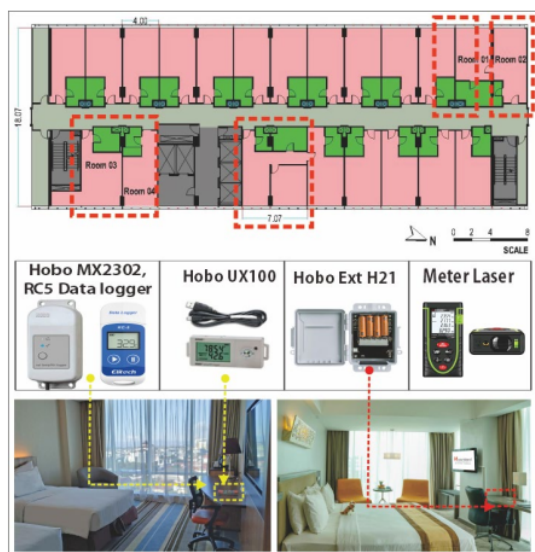 4.00
Room 01
Room 02
18.07
Room 03
Room 04
7.07
N
0 2 4 8
SCALE
Hobo MX2302,
RC5 Data logger
Hobo UX100
Hobo Ext H21
Meter Laser